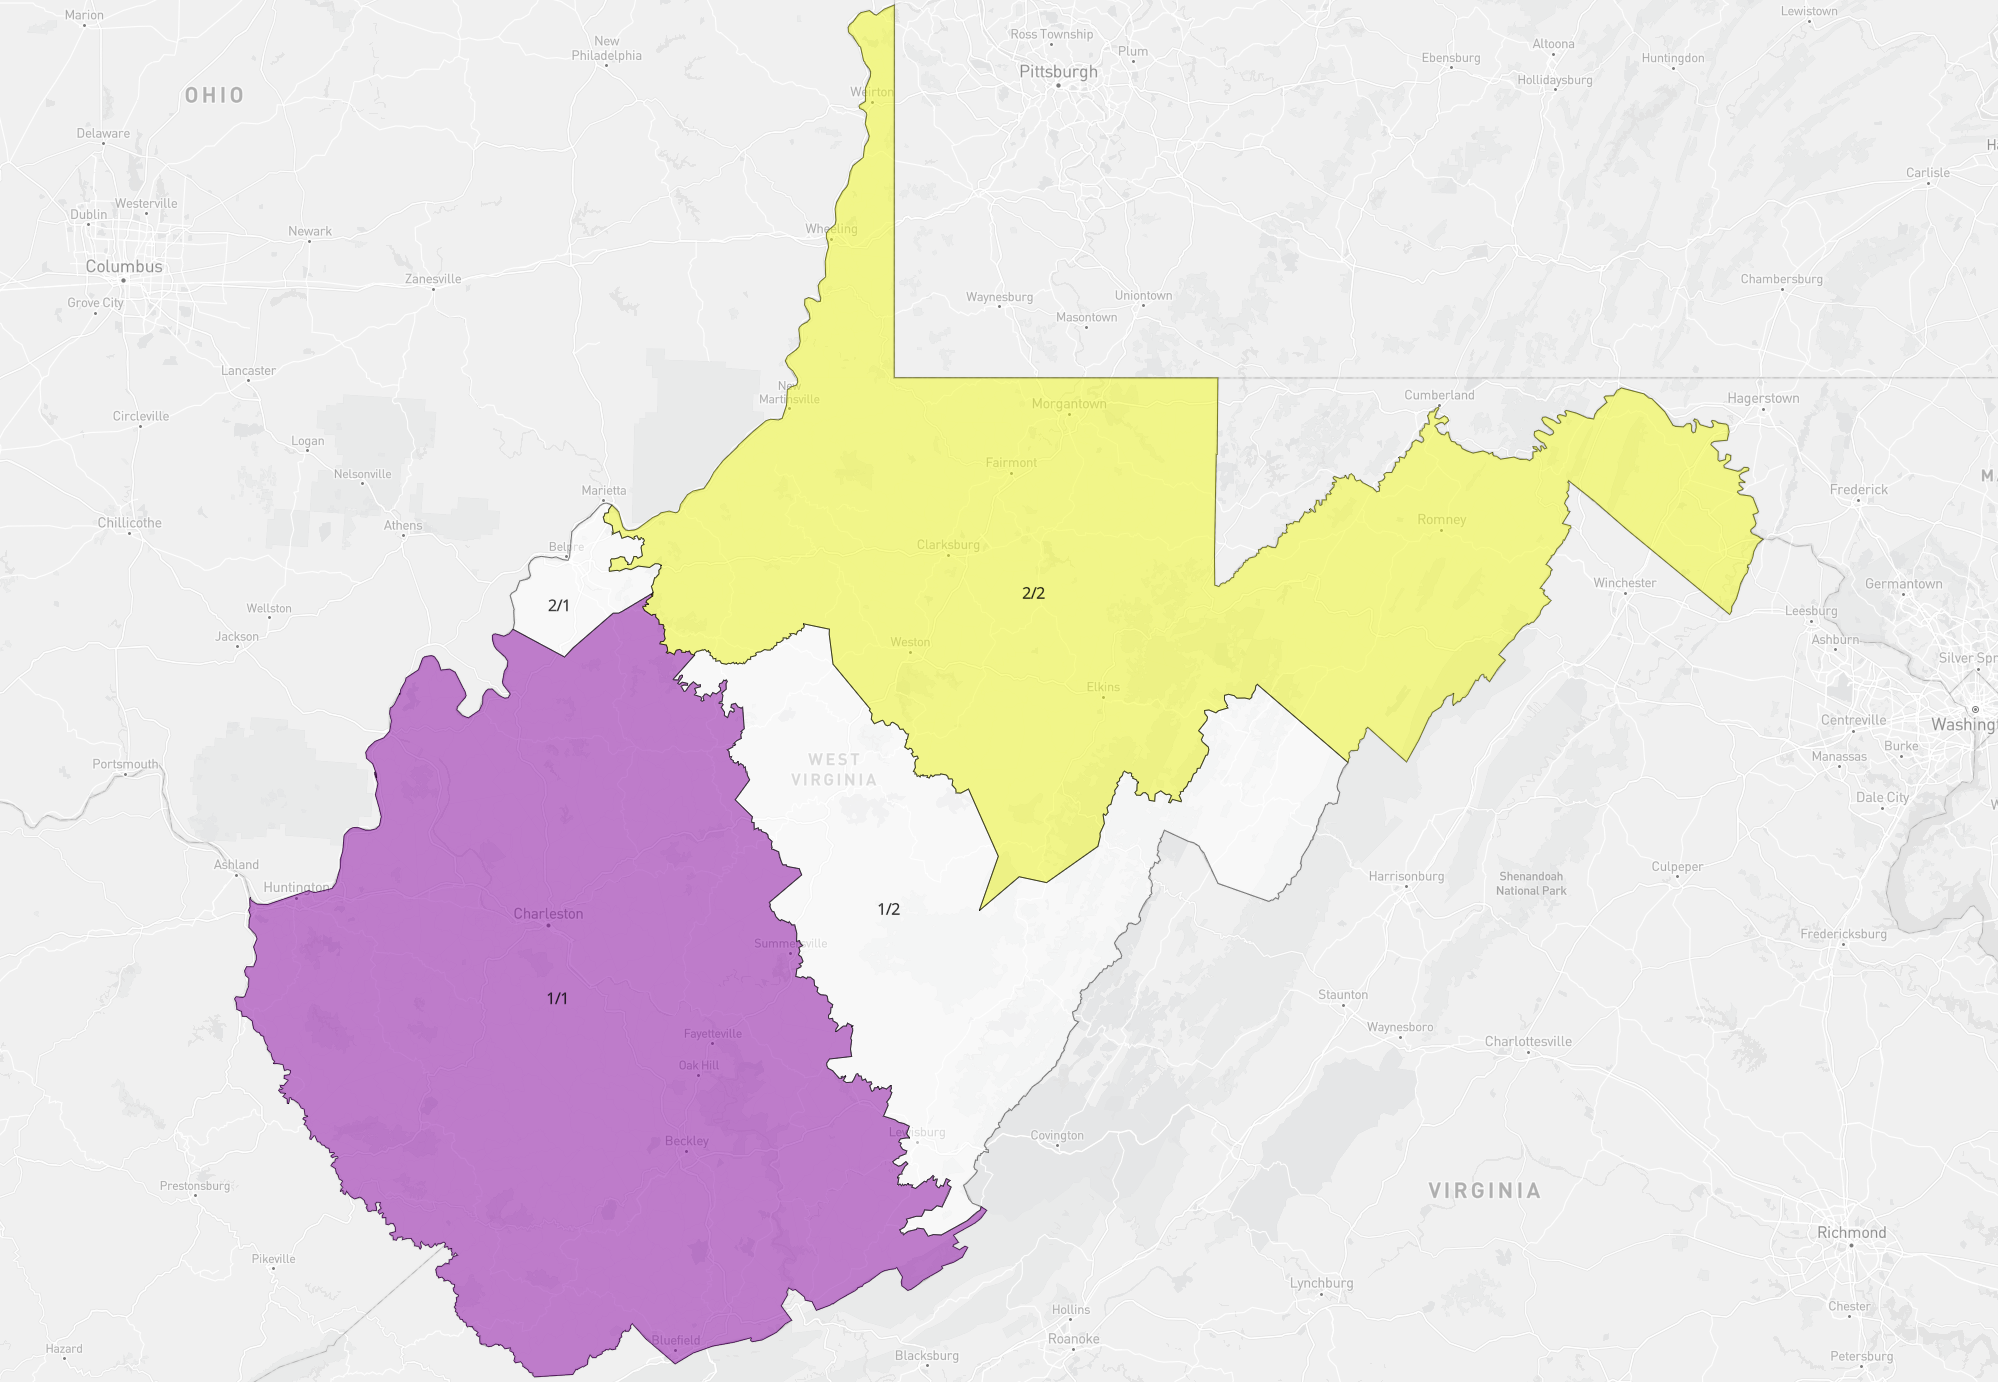 Marion
Lewistown
New
Philadelphia
Ross Township
Plum
Altoona
Ebensburg
Huntingdon
Pittsburgh
Hollidaysburg
OHIO
Weirton
Delaware
Carlisle
Westerville
Dublin
Newark
Wheeling
Columbus
Zanesville
Chambersburg
Grove City
Waynesburg
Uniontown
Masontown
Lancaster
New
Martinsville
Cumberland
Hagerstown
Morgantown
Circleville
Logan
Fairmont
Nelsonville
Marietta
Frederick
Romney
Chillicothe
Athens
Belpre
Clarksburg
Winchester
Germantown
2/1
2/2
Wellston
Leesburg
Jackson
Weston
Ashburn
Silver Spr
Elkins
Centreville
Washingt
WEST
VIRGINIA
Burke
Manassas
Portsmouth
Dale City
Ashland
Culpeper
Huntington
Harrisonburg
Shenandoah
National Park
Charleston
1/2
Summersville
Fredericksburg
1/1
Staunton
Fayetteville
Waynesboro
Charlottesville
Oak Hill
Lewisburg
Covington
Beckley
Prestonsburg
VIRGINIA
Richmond
Pikeville
Lynchburg
Hollins
Chester
Bluefield
Roanoke
Hazard
Blacksburg
Petersburg